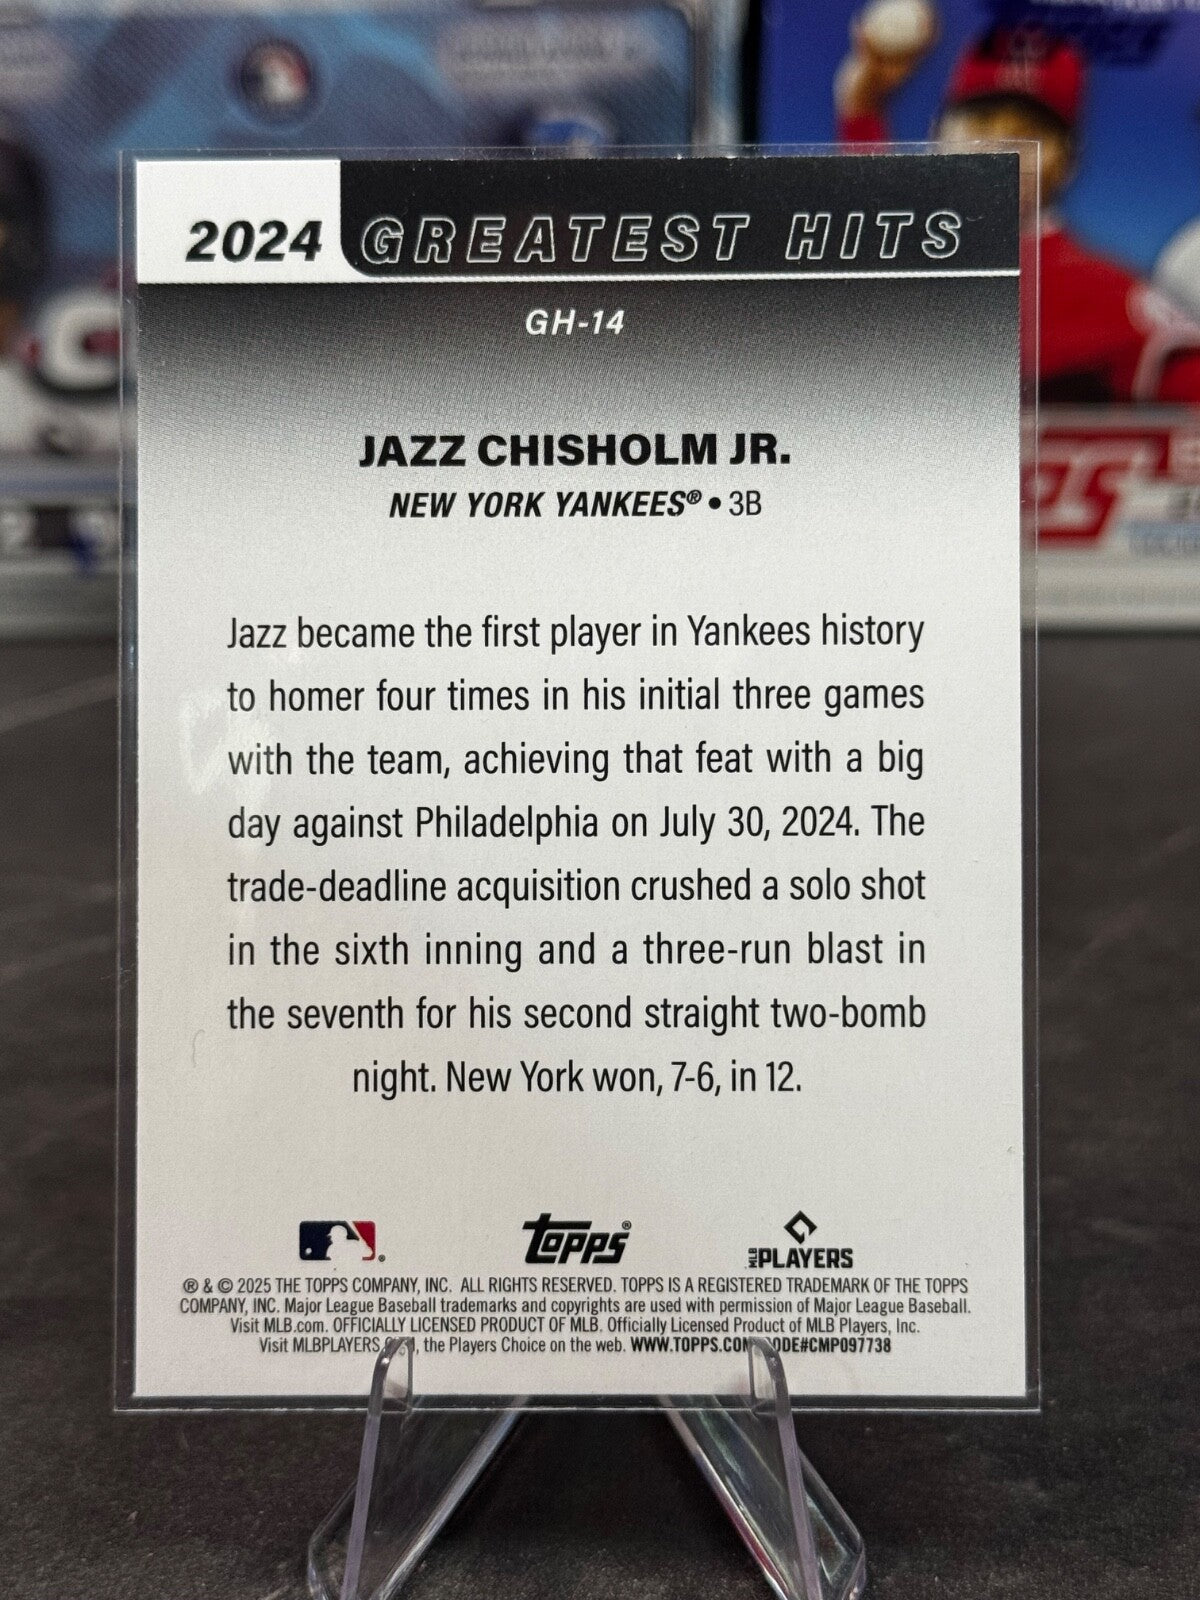 2024 GREATEST HITS
GH-14
JAZZ CHISHOLM JR.
NEW YORK YANKEES® • 3B
Jazz became the first player in Yankees history
to homer four times in his initial three games
with the team, achieving that feat with a big
day against Philadelphia on July 30, 2024. The
trade-deadline acquisition crushed a solo shot
in the sixth inning and a three-run blast in
the seventh for his second straight two-bomb
night. New York won, 7-6, in 12.
topps® MLB PLAYERS
® & © 2025 THE TOPPS COMPANY, INC. ALL RIGHTS RESERVED. TOPPS IS A REGISTERED TRADEMARK OF THE TOPPS
COMPANY, INC. Major League Baseball trademarks and copyrights are used with permission of Major League Baseball.
Visit MLB.com. OFFICIALLY LICENSED PRODUCT OF MLB. Officially Licensed Product of MLB Players, Inc.
Visit MLBPLAYERS, the Players Choice on the web. WWW.TOPPS.COM CODE#CMP097738